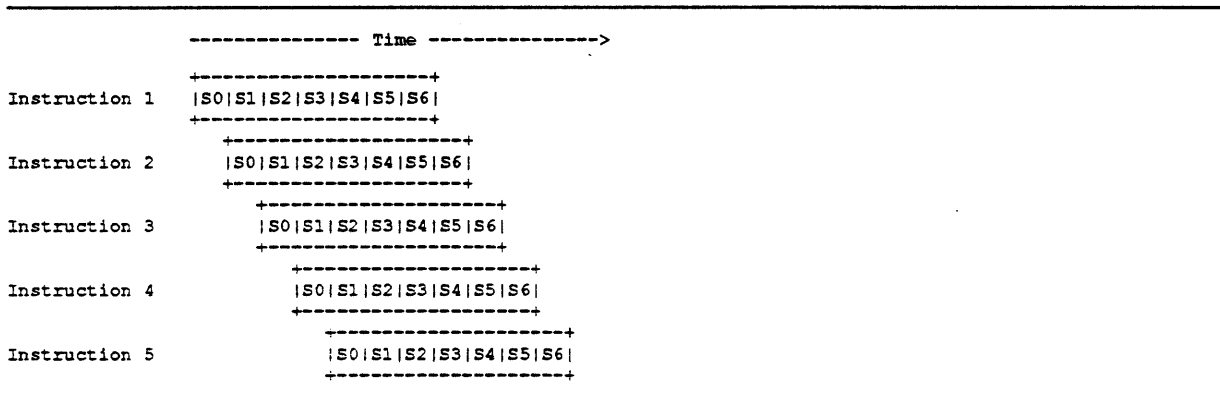 --------------- Time --------------->
+--------------------+
Instruction 1 |S0|S1|S2|S3|S4|S5|S6|
+--------------------+
+--------------------+
Instruction 2 |S0|S1|S2|S3|S4|S5|S6|
+--------------------+
+--------------------+
Instruction 3 |S0|S1|S2|S3|S4|S5|S6|
+--------------------+
+--------------------+
Instruction 4 |S0|S1|S2|S3|S4|S5|S6|
+--------------------+
+--------------------+
Instruction 5 |S0|S1|S2|S3|S4|S5|S6|
+--------------------+